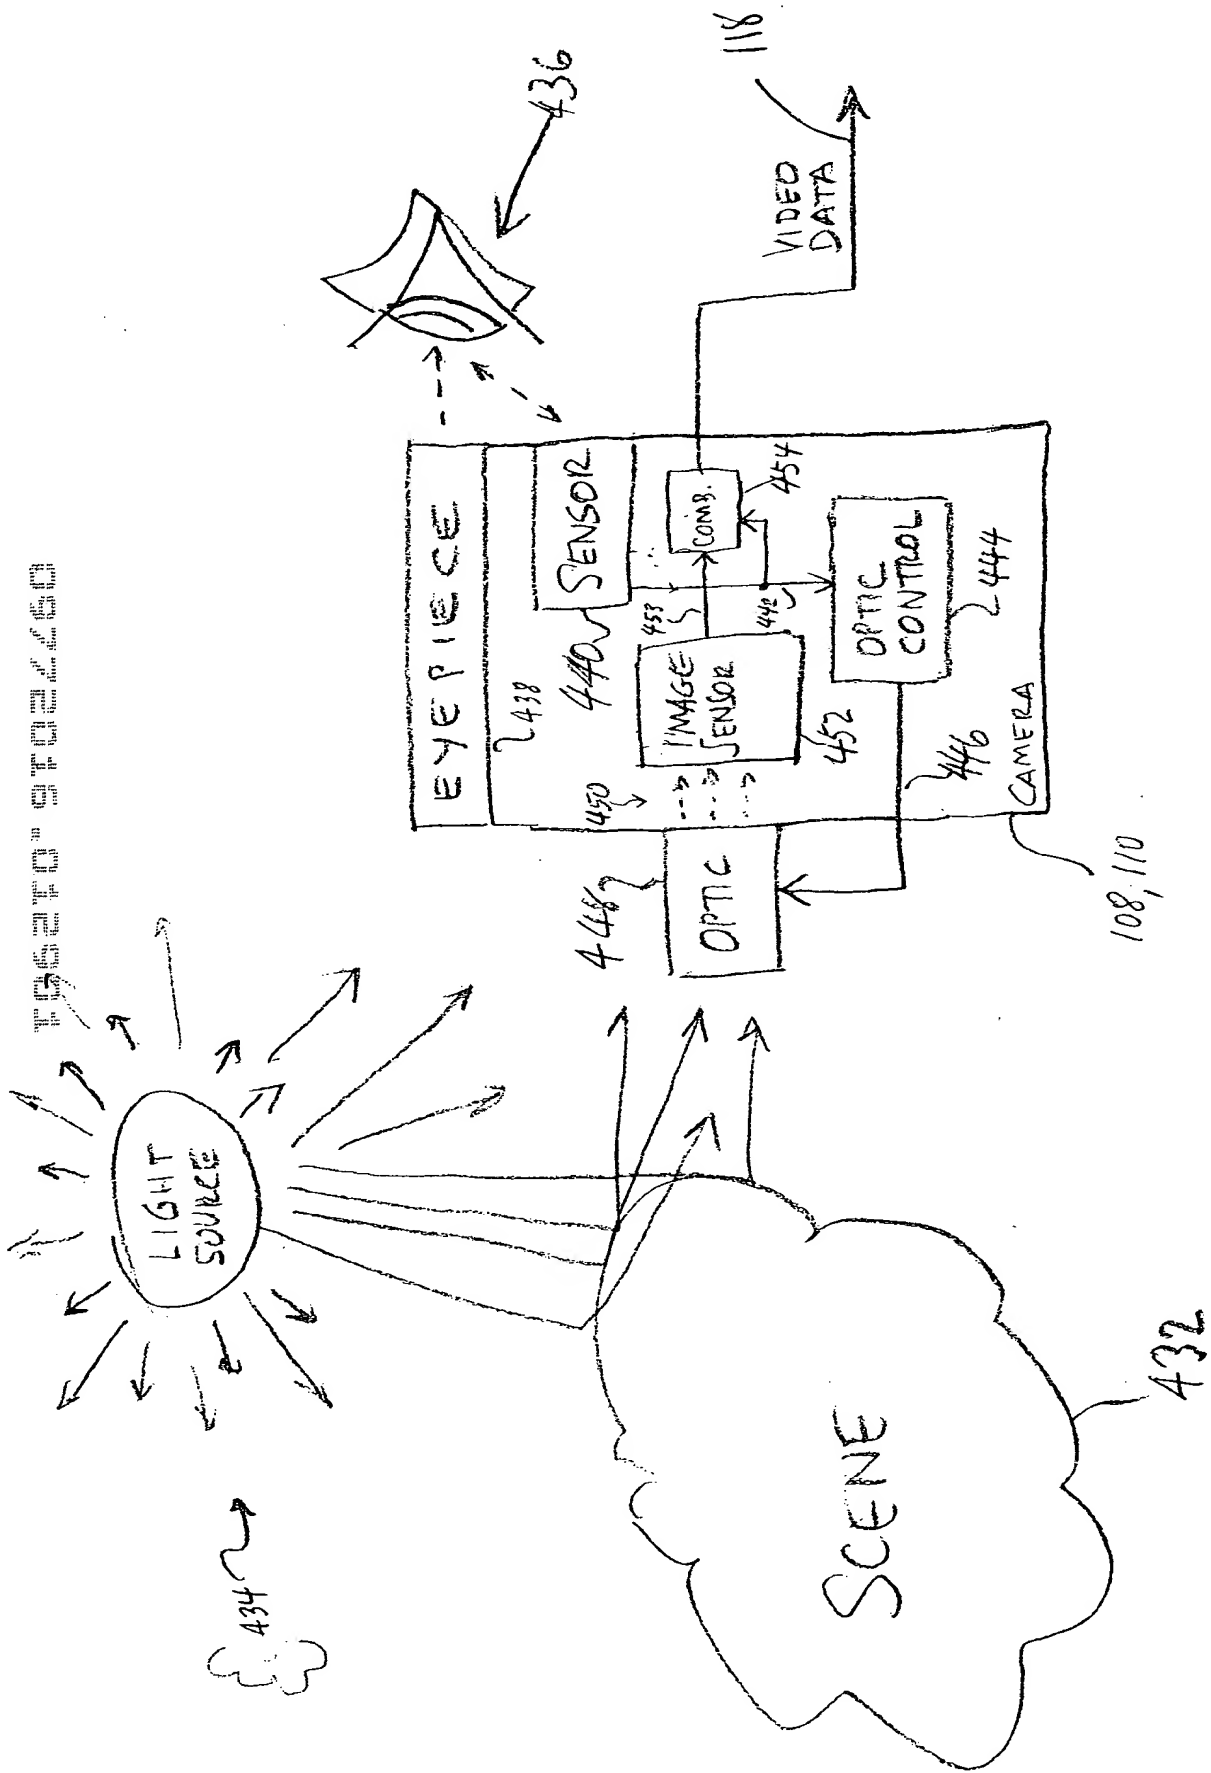 LIGHT
SOURCE
434
SCENE
432
EYEPIECE
438
SENSOR
440
436
448
OPTIC
450
IMAGE
SENSOR
452
453
442
COMB.
454
OPTIC
CONTROL
444
446
CAMERA
108, 110
VIDEO
DATA
118